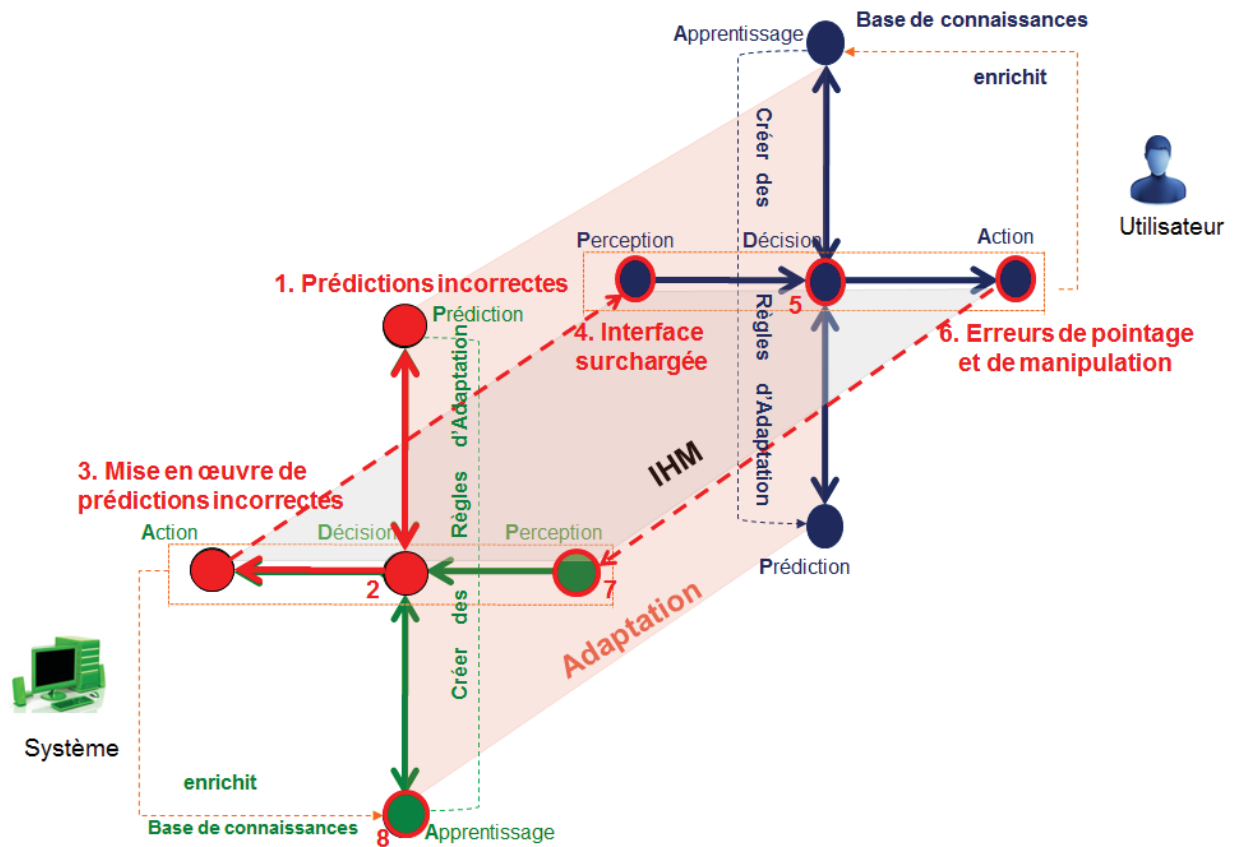 Base de connaissances
Apprentissage
enrichit
Créer des
Règles d'Adaptation
Utilisateur
Perception
Décision
Action
1. Prédictions incorrectes
5
Prédiction
4. Interface
surchargée
6. Erreurs de pointage
et de manipulation
Prédiction
IHM
3. Mise en œuvre de
prédictions incorrectes
Action
Décision
Perception
2
7
Créer des Règles d'Adaptation
Adaptation
Système
enrichit
Base de connaissances
8
Apprentissage